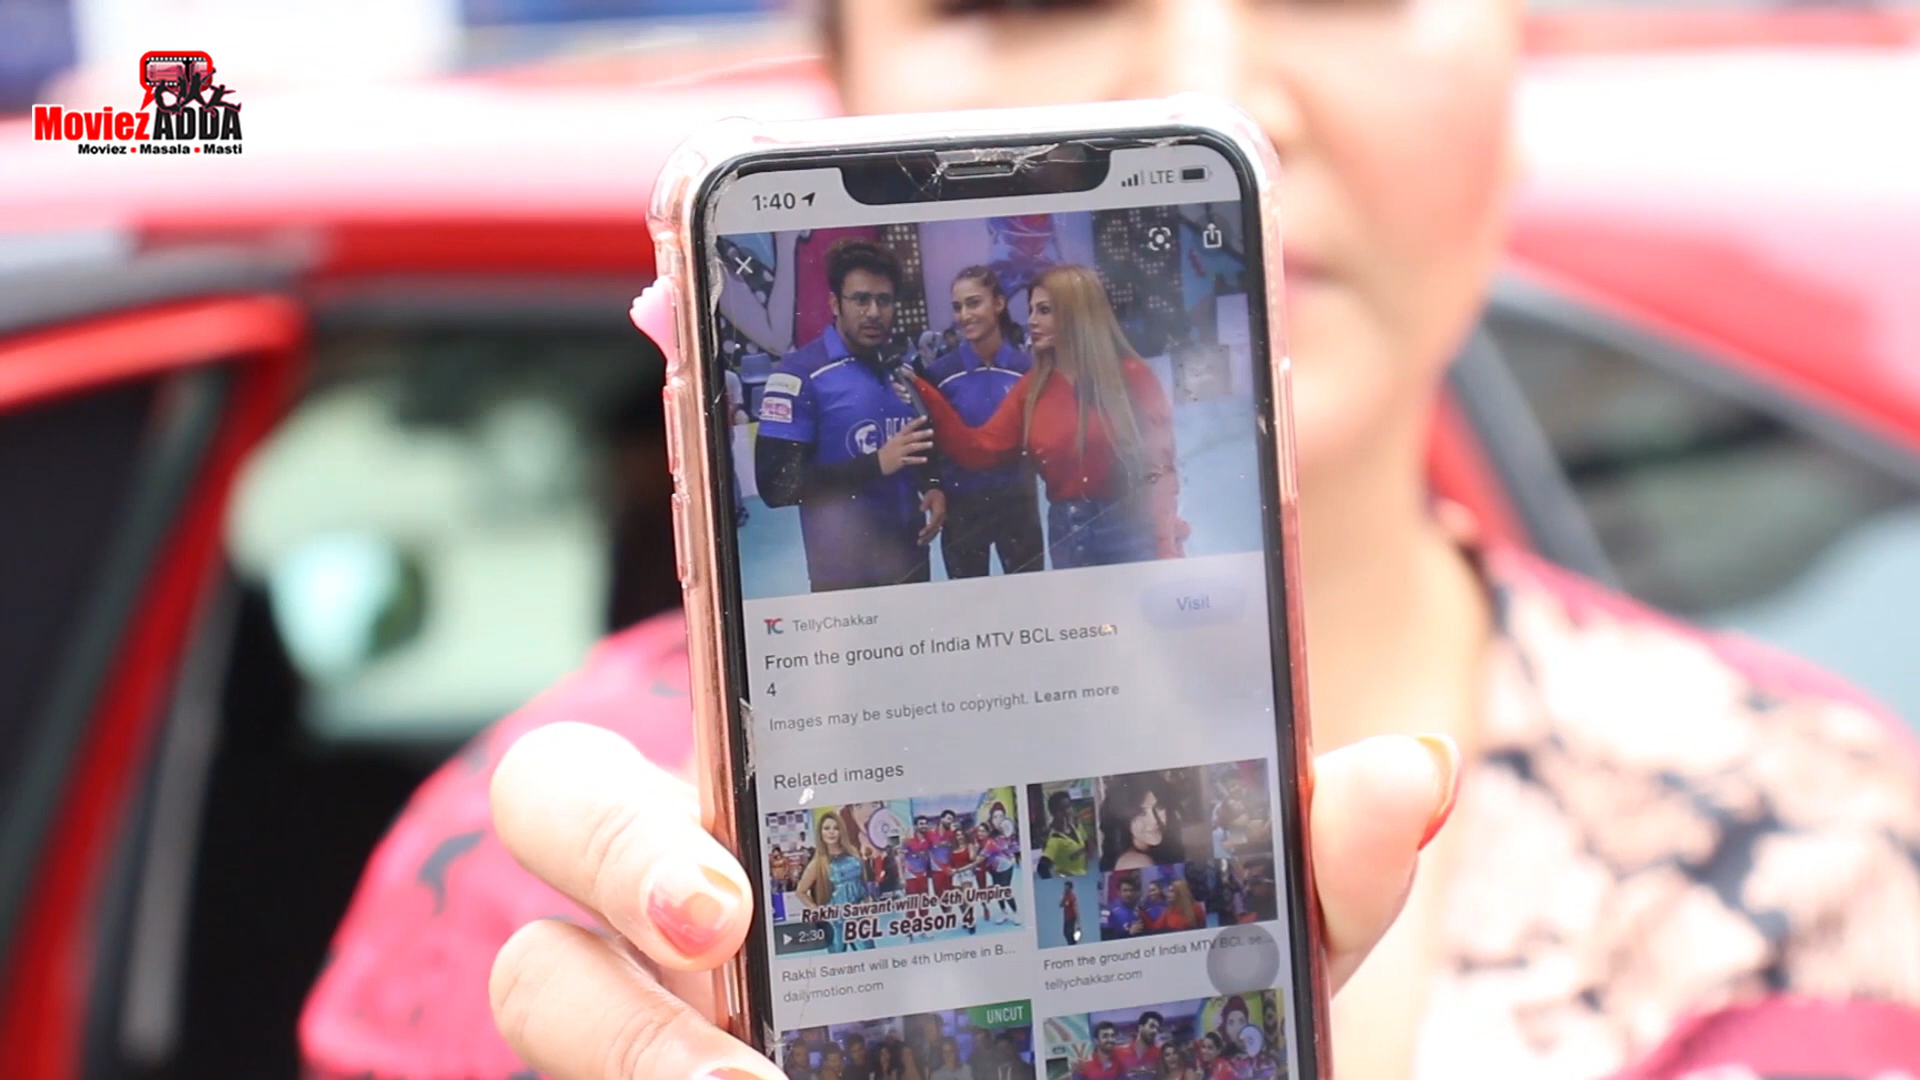 MoviezADDA
Moviez • Masala • Masti
1:40
LTE
TC TellyChakkar
Visit
From the ground of India MTV BCL season
4
Images may be subject to copyright. Learn more
Related images
Rakhi Sawant will be 4th Umpire
BCL season 4
2:30
Rakhi Sawant will be 4th Umpire in B...
dailymotion.com
From the ground of India MTV BCL se...
tellychakkar.com
UNCUT